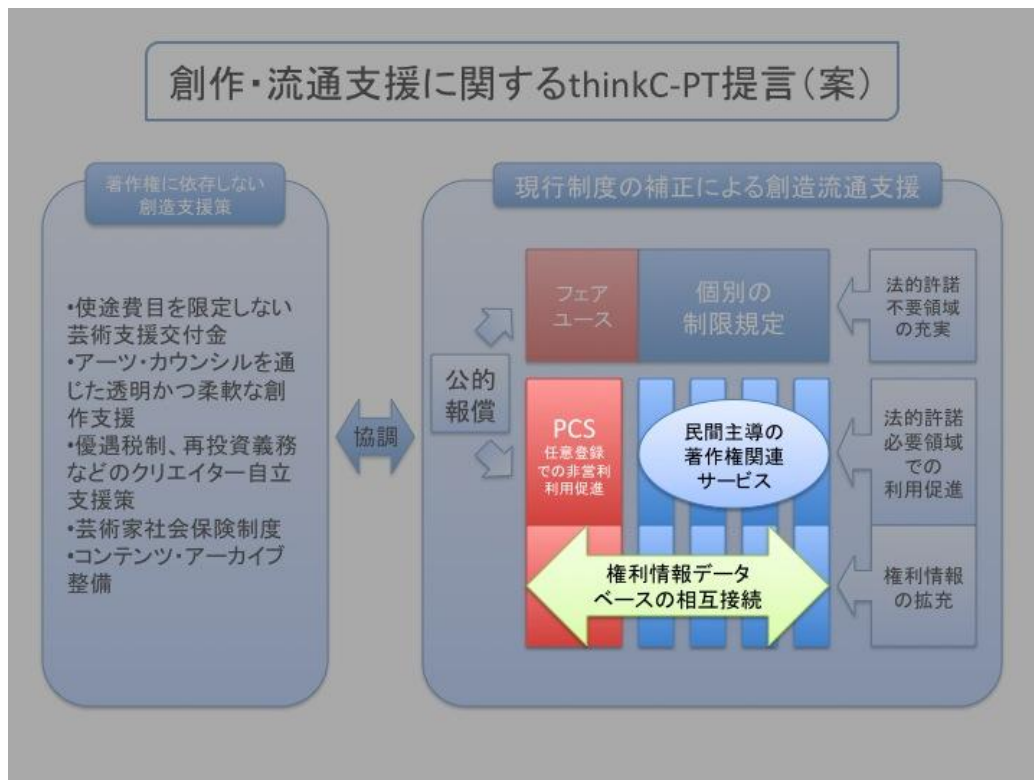 創作・流通支援に関するthinkC-PT提言(案)
著作権に依存しない
創造支援策
•使途費目を限定しない
芸術支援交付金
•アーツ・カウンシルを通
じた透明かつ柔軟な創
作支援
•優遇税制、再投資義務
などのクリエイター自立
支援策
•芸術家社会保険制度
•コンテンツ・アーカイブ
整備
協調
現行制度の補正による創造流通支援
公的
報償
フェア
ユース
個別の
制限規定
法的許諾
不要領域
の充実
PCS
任意登録
での非営利
利用促進
民間主導の
著作権関連
サービス
法的許諾
必要領域
での
利用促進
権利情報データ
ベースの相互接続
権利情報
の拡充